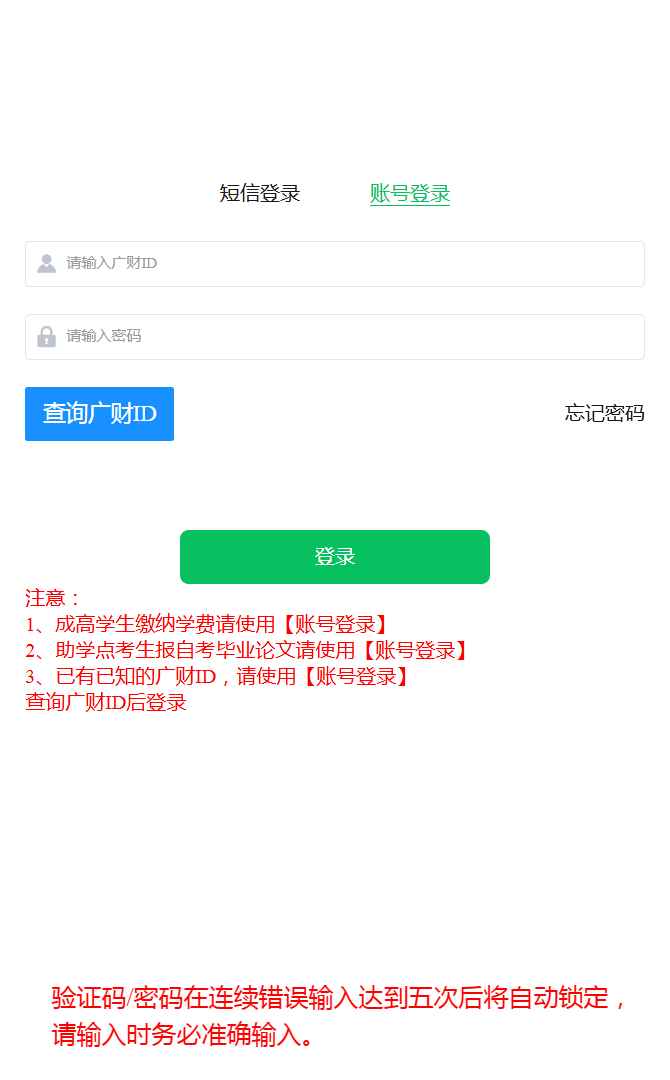 短信登录 账号登录
请输入广财ID
请输入密码
查询广财ID 忘记密码
登录
注意：
1、成高学生缴纳学费请使用【账号登录】
2、助学点考生报自考毕业论文请使用【账号登录】
3、已有已知的广财ID，请使用【账号登录】
查询广财ID后登录
验证码/密码在连续错误输入达到五次后将自动锁定，
请输入时务必准确输入。